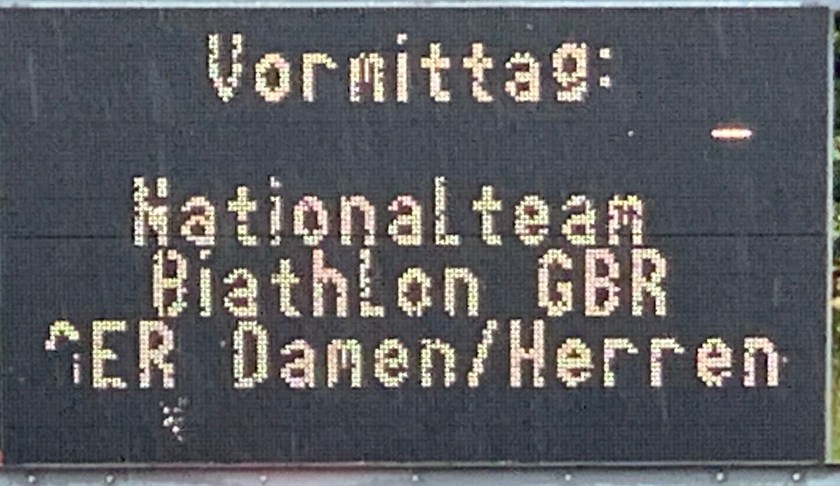 Vormittag:
Nationalteam
Biathlon GBR
Damen/Herren